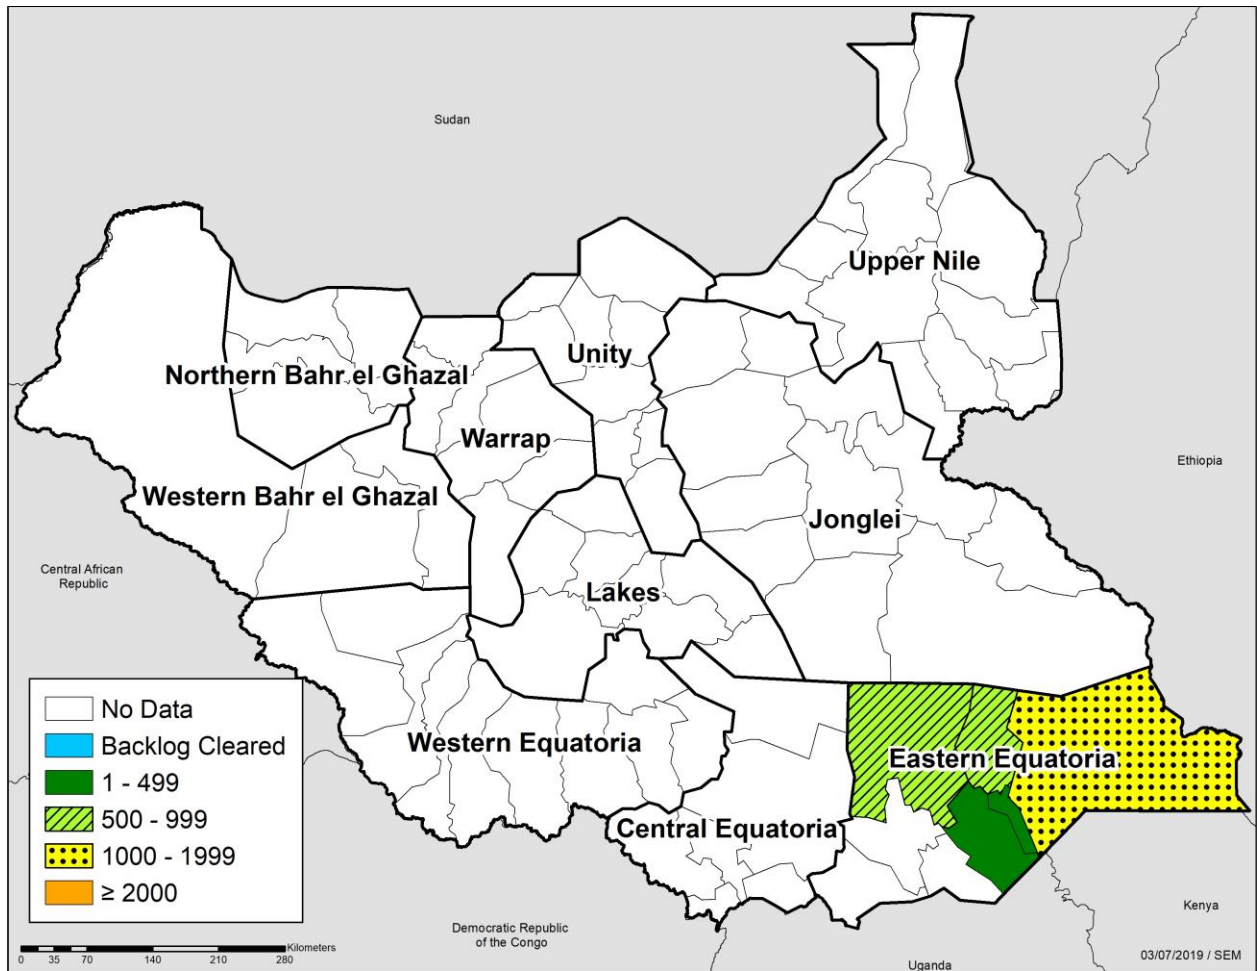 Sudan
Upper Nile
Unity
Northern Bahr el Ghazal
Warrap
Ethiopia
Western Bahr el Ghazal
Jonglei
Central African
Republic
Lakes
No Data
Backlog Cleared
1 - 499
500 - 999
1000 - 1999
≥ 2000
Western Equatoria
Eastern Equatoria
Central Equatoria
Kenya
Democratic Republic
of the Congo
Kilometers
0 35 70 140 210 280
03/07/2019 / SEM
Uganda